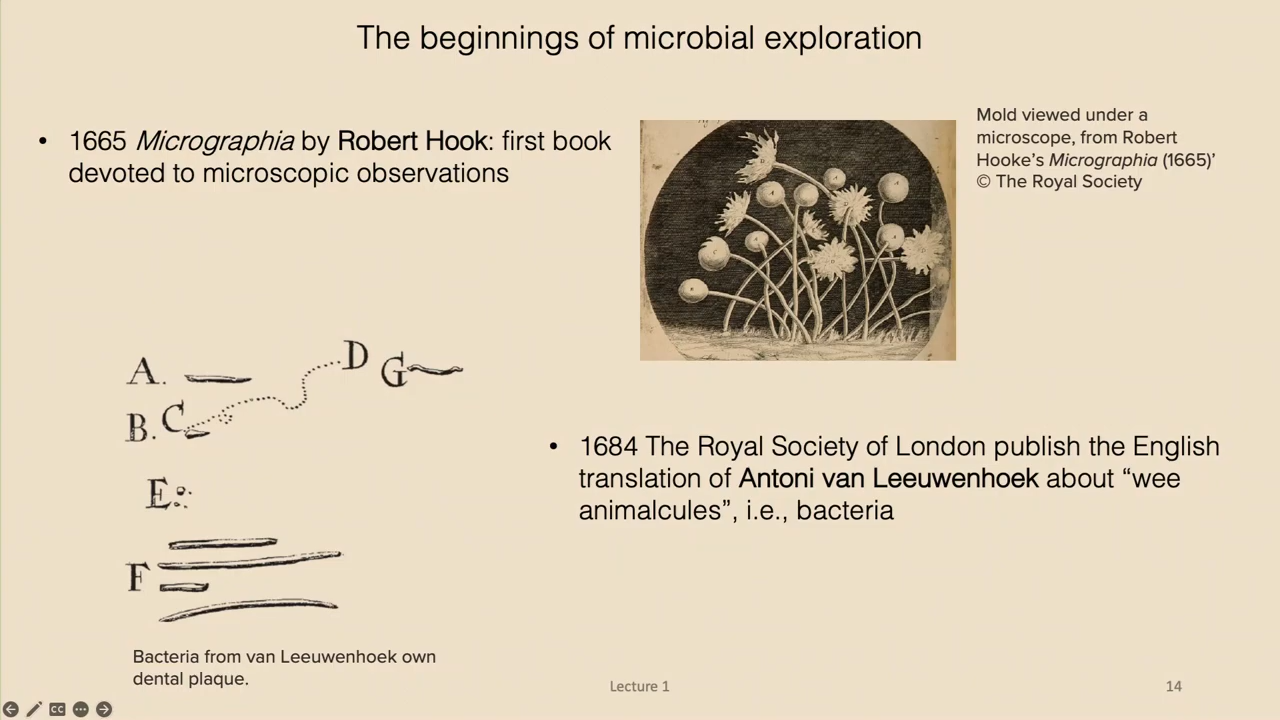 The beginnings of microbial exploration
• 1665 Micrographia by Robert Hook: first book
devoted to microscopic observations
Mold viewed under a
microscope, from Robert
Hooke’s Micrographia (1665)’
© The Royal Society
A.
B.
C
D
G
E:
F
• 1684 The Royal Society of London publish the English
translation of Antoni van Leeuwenhoek about “wee
animalcules”, i.e., bacteria
Bacteria from van Leeuwenhoek own
dental plaque.
Lecture 1
14
CC